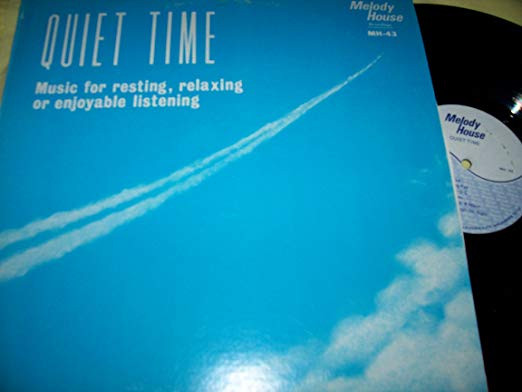 QUIET TIME
Music for resting, relaxing
or enjoyable listening
Melody
House
MH-43
Melody
House
QUIET TIME